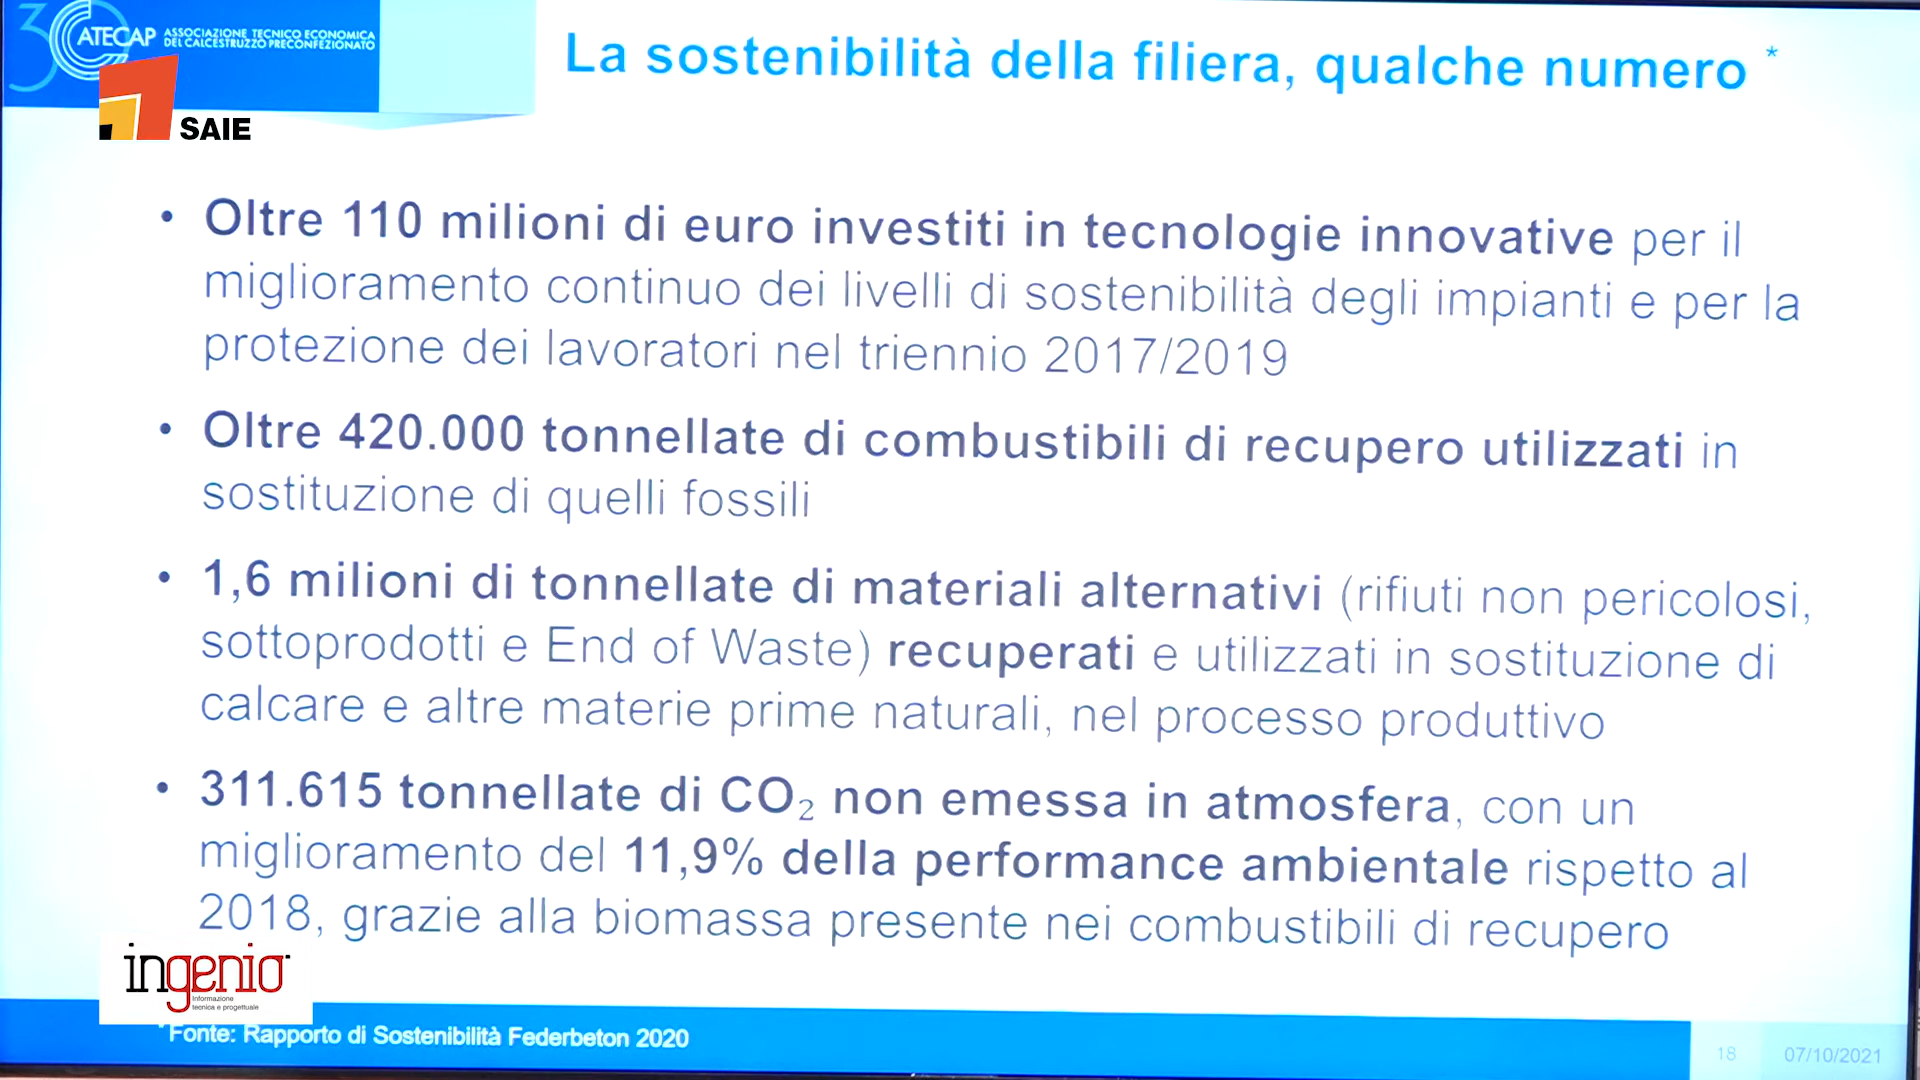 ATECAP ASSOCIAZIONE TECNICO ECONOMICA
DEL CALCESTRUZZO PRECONFEZIONATO
SAIE
La sostenibilità della filiera, qualche numero *
• Oltre 110 milioni di euro investiti in tecnologie innovative per il
miglioramento continuo dei livelli di sostenibilità degli impianti e per la
protezione dei lavoratori nel triennio 2017/2019
• Oltre 420.000 tonnellate di combustibili di recupero utilizzati in
sostituzione di quelli fossili
• 1,6 milioni di tonnellate di materiali alternativi (rifiuti non pericolosi,
sottoprodotti e End of Waste) recuperati e utilizzati in sostituzione di
calcare e altre materie prime naturali, nel processo produttivo
• 311.615 tonnellate di CO₂ non emessa in atmosfera, con un
miglioramento del 11,9% della performance ambientale rispetto al
2018, grazie alla biomassa presente nei combustibili di recupero
ingenio
Informazione
tecnica e progettuale
*Fonte: Rapporto di Sostenibilità Federbeton 2020
18 07/10/2021